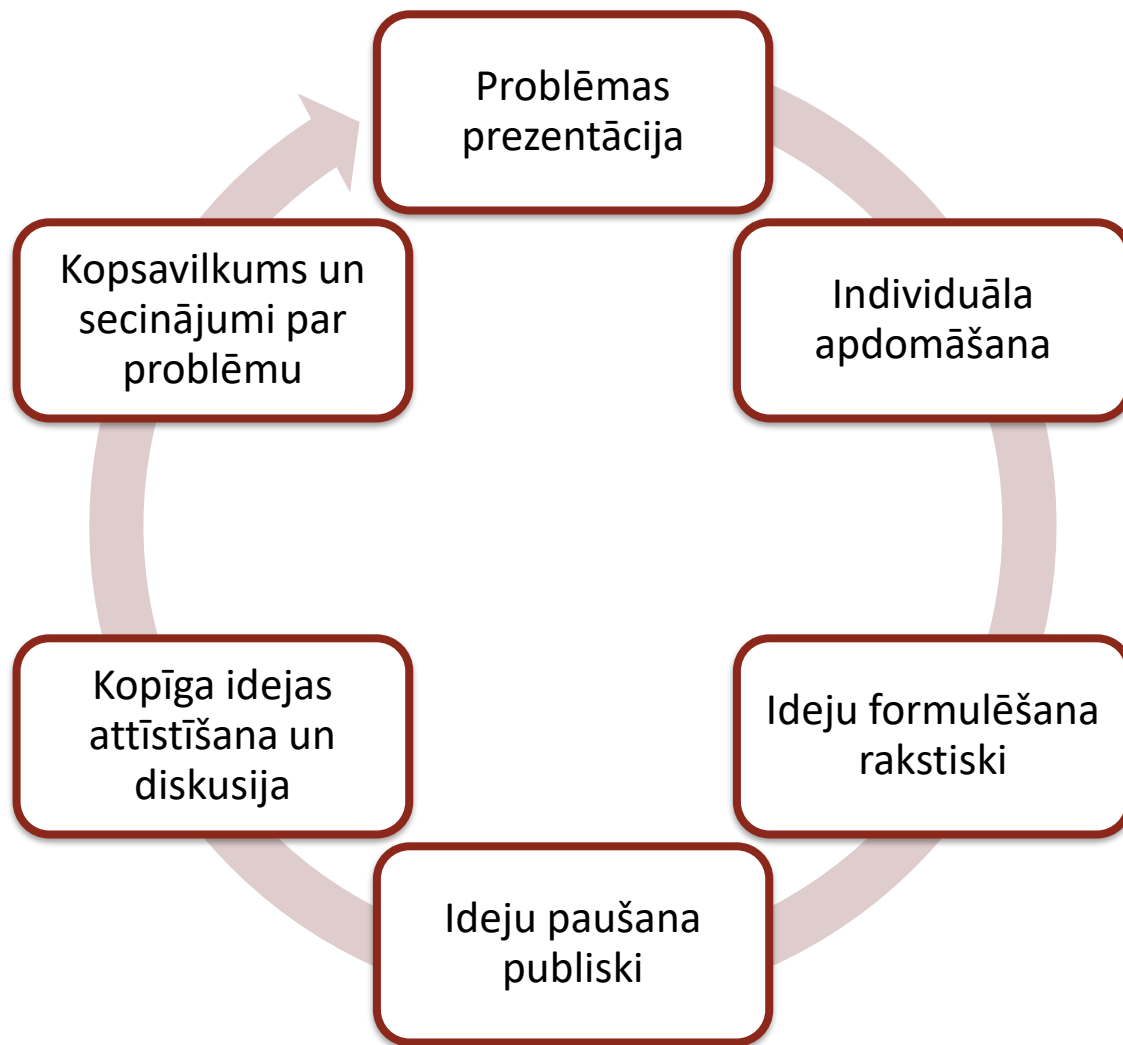 Problēmas
prezentācija
Individuāla
apdomāšana
Ideju formulēšana
rakstiski
Ideju paušana
publiski
Kopīga idejas
attīstīšana un
diskusija
Kopsavilkums un
secinājumi par
problēmu